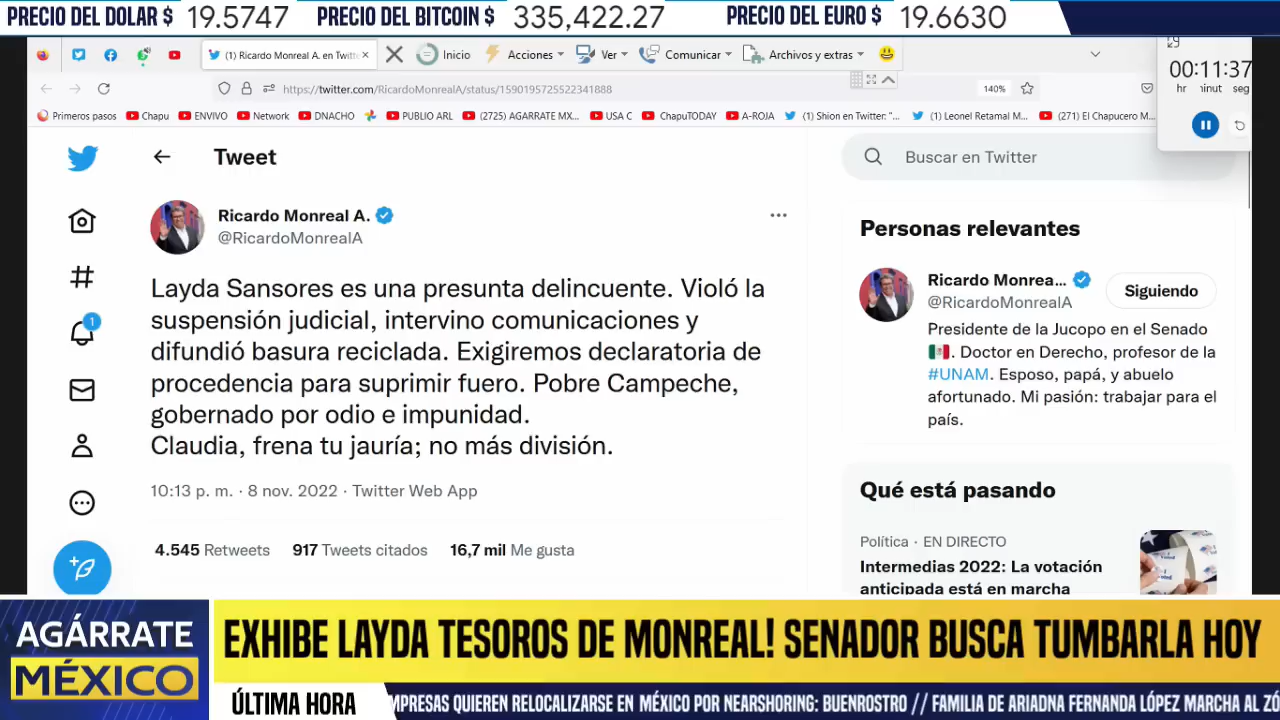 PRECIO DEL DOLAR $ 19.5747 PRECIO DEL BITCOIN $ 335,422.27 PRECIO DEL EURO $ 19.6630
(1) Ricardo Monreal A. en Twitte × Inicio Acciones Ver Comunicar Archivos y extras
00:11:37
hr minut seg
https://twitter.com/RicardoMonrealA/status/1590195725522341888 140%
Primeros pasos Chapu ENVIVO Network DNACHO PUBLIO ARL (2725) AGARRATE MX... USA C ChapuTODAY A-ROJA (1) Shion en Twitter: "... (1) Leonel Retamal M... (271) El Chapucero M...
Tweet
Buscar en Twitter
Ricardo Monreal A.
@RicardoMonrealA
Layda Sansores es una presunta delincuente. Violó la
suspensión judicial, intervino comunicaciones y
difundió basura reciclada. Exigiremos declaratoria de
procedencia para suprimir fuero. Pobre Campeche,
gobernado por odio e impunidad.
Claudia, frena tu jauría; no más división.
10:13 p. m. · 8 nov. 2022 · Twitter Web App
4.545 Retweets 917 Tweets citados 16,7 mil Me gusta
1
Personas relevantes
Ricardo Monrea...
@RicardoMonrealA
Siguiendo
Presidente de la Jucopo en el Senado
🇲🇽. Doctor en Derecho, profesor de la
#UNAM. Esposo, papá, y abuelo
afortunado. Mi pasión: trabajar para el
país.
Qué está pasando
Política · EN DIRECTO
Intermedias 2022: La votación
anticipada está en marcha
AGÁRRATE
MÉXICO
EXHIBE LAYDA TESOROS DE MONREAL! SENADOR BUSCA TUMBARLA HOY
ÚLTIMA HORA
MPRESAS QUIEREN RELOCALIZARSE EN MÉXICO POR NEARSHORING: BUENROSTRO // FAMILIA DE ARIADNA FERNANDA LÓPEZ MARCHA AL ZÓ